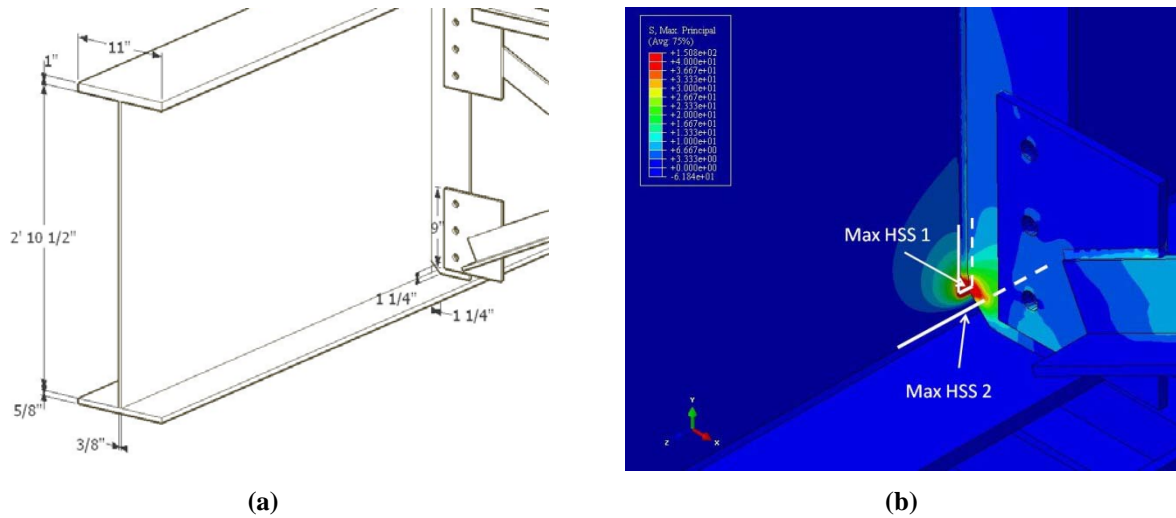 11"
1"
2' 10 1/2"
9"
1 1/4"
1 1/4"
5/8"
3/8"
(a)
S, Max. Principal
(Avg: 75%)
+1.508e+02
+4.000e+01
+3.667e+01
+3.333e+01
+3.000e+01
+2.667e+01
+2.333e+01
+2.000e+01
+1.667e+01
+1.333e+01
+1.000e+01
+6.667e+00
+3.333e+00
+0.000e+00
-6.184e+01
Max HSS 1
Max HSS 2
Y
Z
X
(b)